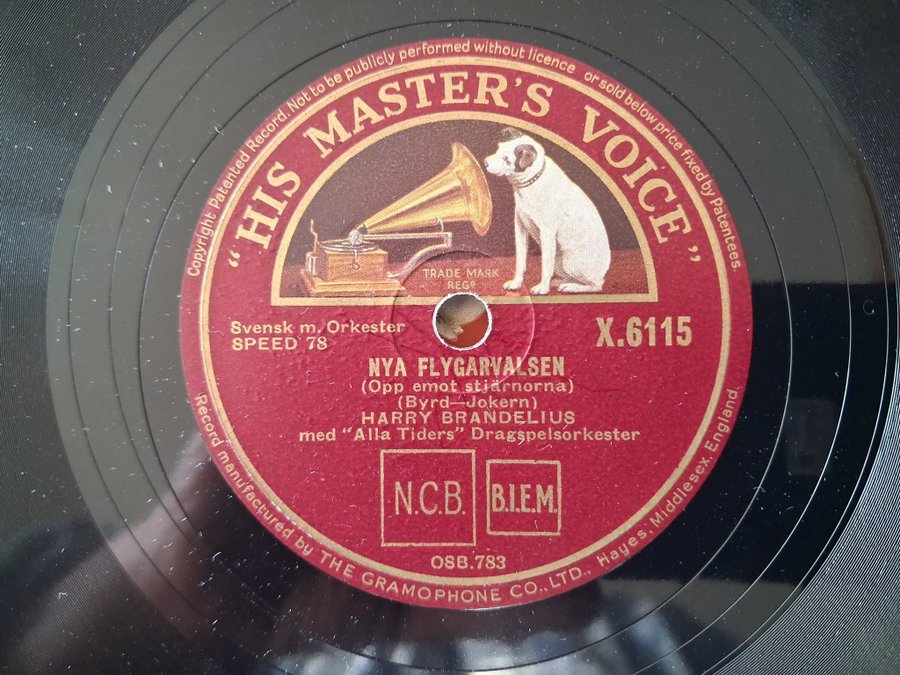 Copyright Patented Record. Not to be publicly performed without licence or sold below price fixed by Patentees.
"HIS MASTER'S VOICE"
TRADE MARK
REGD
Svensk m. Orkester
SPEED 78
X.6115
NYA FLYGARVALSEN
(Opp emot stjärnorna)
(Byrd—Jokern)
HARRY BRANDELIUS
med "Alla Tiders" Dragspelsorkester
N.C.B.
B.I.E.M.
OSB.783
Record manufactured by THE GRAMOPHONE CO., LTD., Hayes, Middlesex, England.